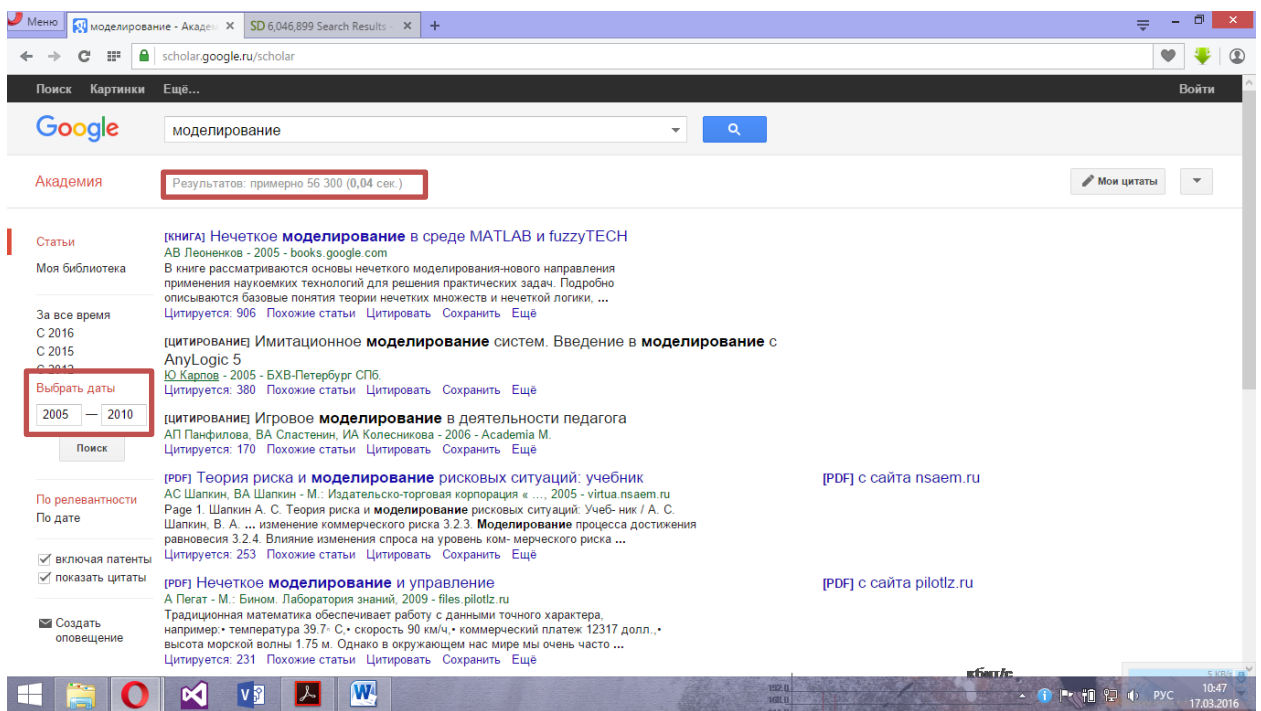 Меню
моделирование - Акаде
SD 6,046,899 Search Results -
scholar.google.ru/scholar
Поиск Картинки Ещё... Войти
Google моделирование
Академия Результатов: примерно 56 300 (0,04 сек.) Мои цитаты
Статьи
Моя библиотека
За все время
С 2016
С 2015
С 2012
Выбрать даты
2005 — 2010
Поиск
По релевантности
По дате
включая патенты
показать цитаты
Создать
оповещение
[КНИГА] Нечеткое моделирование в среде MATLAB и fuzzyTECH
АВ Леоненков - 2005 - books.google.com
В книге рассматриваются основы нечеткого моделирования-нового направления
применения наукоемких технологий для решения практических задач. Подробно
описываются базовые понятия теории нечетких множеств и нечеткой логики, ...
Цитируется: 906 Похожие статьи Цитировать Сохранить Ещё
[ЦИТИРОВАНИЕ] Имитационное моделирование систем. Введение в моделирование с
AnyLogic 5
Ю Карпов - 2005 - БХВ-Петербург СПб.
Цитируется: 380 Похожие статьи Цитировать Сохранить Ещё
[ЦИТИРОВАНИЕ] Игровое моделирование в деятельности педагога
АП Панфилова, ВА Сластенин, ИА Колесникова - 2006 - Academia М.
Цитируется: 170 Похожие статьи Цитировать Сохранить Ещё
[PDF] Теория риска и моделирование рисковых ситуаций: учебник
АС Шапкин, ВА Шапкин - М.: Издательско-торговая корпорация « ..., 2005 - virtua.nsaem.ru
Page 1. Шапкин А. С. Теория риска и моделирование рисковых ситуаций: Учеб- ник / А. С.
Шапкин, В. А. ... изменение коммерческого риска 3.2.3. Моделирование процесса достижения
равновесия 3.2.4. Влияние изменения спроса на уровень ком- мерческого риска ...
Цитируется: 253 Похожие статьи Цитировать Сохранить Ещё
[PDF] с сайта nsaem.ru
[PDF] Нечеткое моделирование и управление
А Пегат - М.: Бином. Лаборатория знаний, 2009 - files.pilotlz.ru
Традиционная математика обеспечивает работу с данными точного характера,
например:• температура 39.7◦ С,• скорость 90 км/ч,• коммерческий платеж 12317 долл.,•
высота морской волны 1.75 м. Однако в окружающем нас мире мы очень часто ...
Цитируется: 231 Похожие статьи Цитировать Сохранить Ещё
[PDF] с сайта pilotlz.ru
кбит/с
5 KB/s
РУС
10:47
17.03.2016